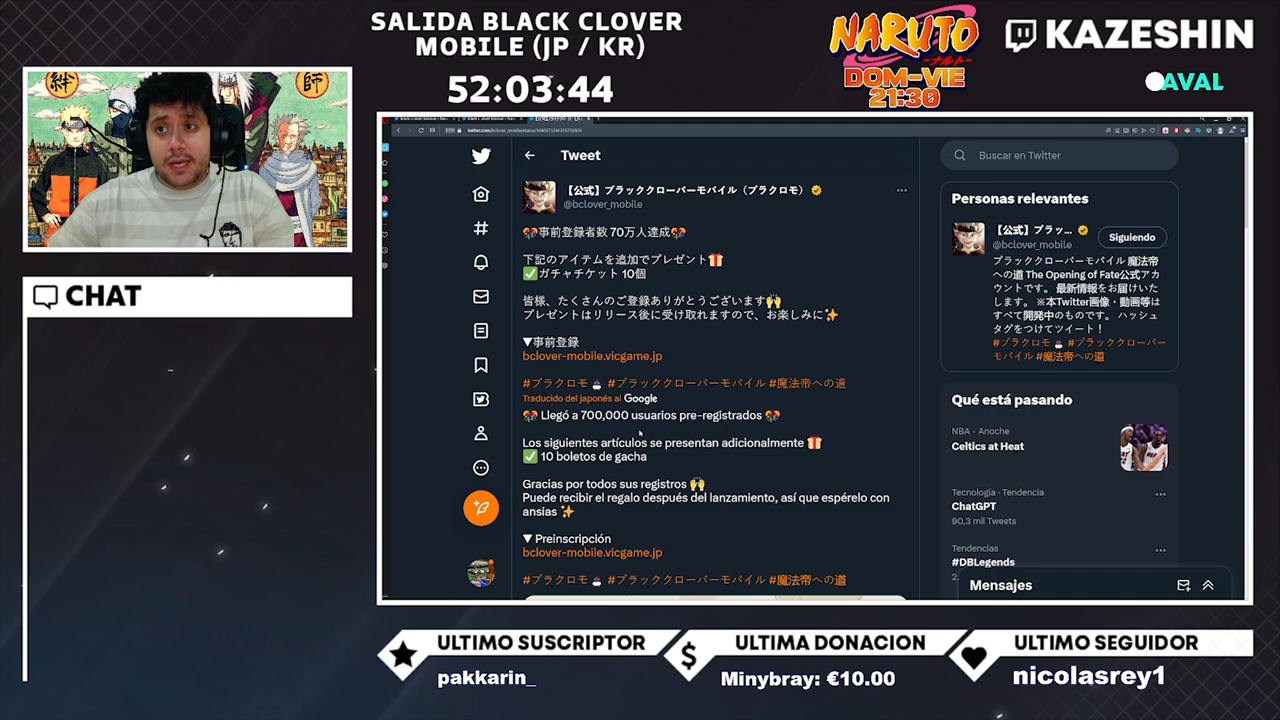 SALIDA BLACK CLOVER
MOBILE (JP / KR)
52:03:44
NARUTO
ナルト
DOM-VIE
21:30
KAZESHIN
AVAL
絆
師
CHAT
Tweet
【公式】ブラッククローバーモバイル（ブラクロモ）
@bclover_mobile
事前登録者数 70万人達成
下記のアイテムを追加でプレゼント
ガチャチケット 10個
皆様、たくさんのご登録ありがとうございます
プレゼントはリリース後に受け取れますので、お楽しみに
▼事前登録
bclover-mobile.vicgame.jp
#ブラクロモ #ブラッククローバーモバイル #魔法帝への道
Traducido del japonés al Google
Llegó a 700,000 usuarios pre-registrados
Los siguientes artículos se presentan adicionalmente
10 boletos de gacha
Gracias por todos sus registros
Puede recibir el regalo después del lanzamiento, así que espérelo con
ansias
▼ Preinscripción
bclover-mobile.vicgame.jp
#ブラクロモ #ブラッククローバーモバイル #魔法帝への道
Buscar en Twitter
Personas relevantes
【公式】ブラッ...
@bclover_mobile
Siguiendo
ブラッククローバーモバイル 魔法帝
への道 The Opening of Fate公式アカ
ウントです。 最新情報をお届けいた
します。 ※本Twitter画像・動画等は
すべて開発中のものです。 ハッシュ
タグをつけてツイート！
#ブラクロモ #ブラッククローバー
モバイル #魔法帝への道
Qué está pasando
NBA · Anoche
Celtics at Heat
Tecnología · Tendencia
ChatGPT
90,3 mil Tweets
Tendencias
#DBLegends
Mensajes
ULTIMO SUSCRIPTOR
pakkarin_
ULTIMA DONACION
Minybray: €10.00
ULTIMO SEGUIDOR
nicolasrey1